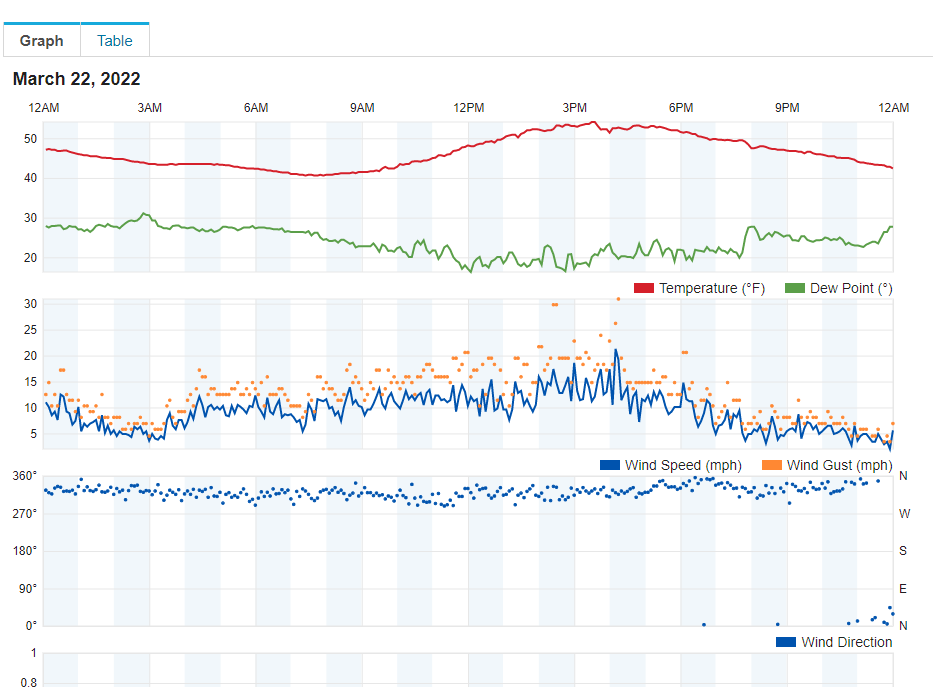 Graph Table
March 22, 2022
12AM 3AM 6AM 9AM 12PM 3PM 6PM 9PM 12AM
50
40
30
20
Temperature (°F) Dew Point (°)
30
25
20
15
10
5
Wind Speed (mph) Wind Gust (mph)
360° N
270° W
180° S
90° E
0° N
Wind Direction
1
0.8